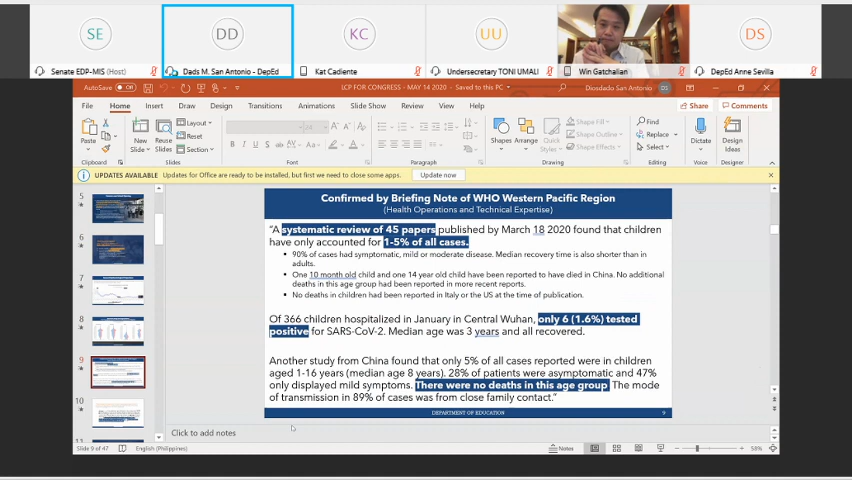 SE
DD
KC
UU
DS
Senate EDP-MIS (Host)
Dads M. San Antonio - DepEd
Kat Cadiente
Undersecretary TONI UMALI
Win Gatchalian
DepEd Anne Sevilla
AutoSave Off
LCP FOR CONGRESS - MAY 14 2020 - Saved to this PC
Diosdado San Antonio
DS
File Home Insert Draw Design Transitions Animations Slide Show Review View Help
Share Comments
Paste
New Slide
Reuse Slides
Layout
Reset
Section
Shapes
Arrange
Quick Styles
Shape Fill
Shape Outline
Shape Effects
Find
Replace
Select
Dictate
Design Ideas
Clipboard
Slides
Font
Paragraph
Drawing
Editing
Voice
Designer
UPDATES AVAILABLE Updates for Office are ready to be installed, but first we need to close some apps. Update now
5
6
7
8
9
10
Confirmed by Briefing Note of WHO Western Pacific Region
(Health Operations and Technical Expertise)
“A systematic review of 45 papers published by March 18 2020 found that children
have only accounted for 1-5% of all cases.
• 90% of cases had symptomatic, mild or moderate disease. Median recovery time is also shorter than in
adults.
• One 10 month old child and one 14 year old child have been reported to have died in China. No additional
deaths in this age group had been reported in more recent reports.
• No deaths in children had been reported in Italy or the US at the time of publication.
Of 366 children hospitalized in January in Central Wuhan, only 6 (1.6%) tested
positive for SARS-CoV-2. Median age was 3 years and all recovered.
Another study from China found that only 5% of all cases reported were in children
aged 1-16 years (median age 8 years). 28% of patients were asymptomatic and 47%
only displayed mild symptoms. There were no deaths in this age group. The mode
of transmission in 89% of cases was from close family contact.”
DEPARTMENT OF EDUCATION
9
Click to add notes
Slide 9 of 47
English (Philippines)
Notes
58%